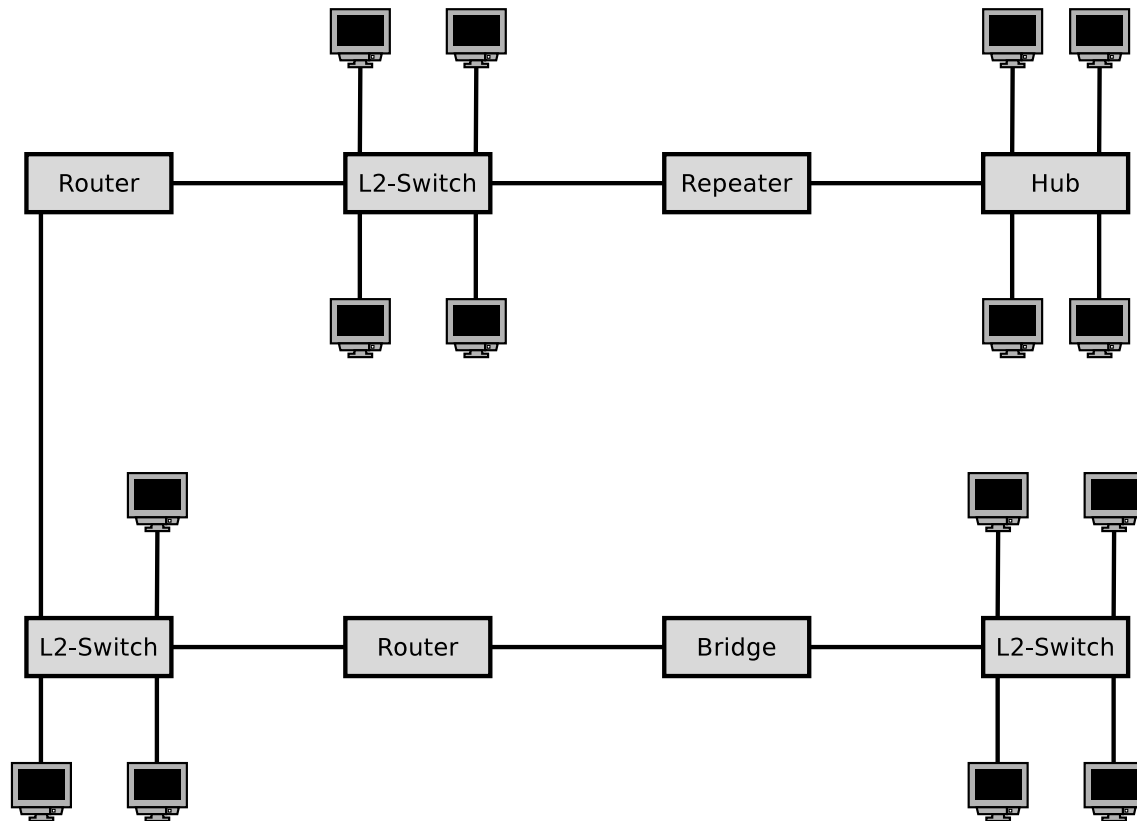 Router
L2-Switch
Repeater
Hub
L2-Switch
Router
Bridge
L2-Switch